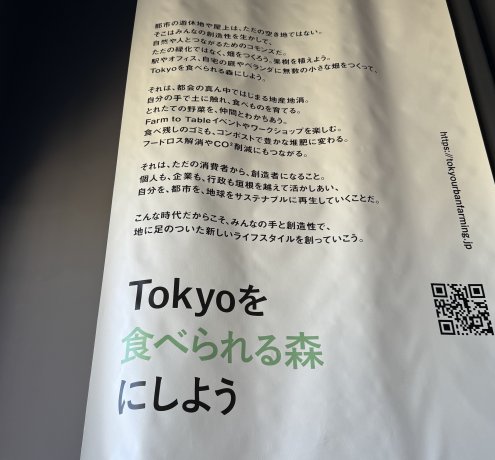 都市の遊休地や屋上は、ただの空き地ではない。
そこはみんなの創造性を生かして、
自然や人とつながるためのコモンズだ。
ただの緑化ではなく、畑をつくろう。果樹を植えよう。
駅やオフィス、自宅の庭やベランダに無数の小さな畑をつくって、
Tokyoを食べられる森にしよう。
それは、都会の真ん中ではじまる地産地消。
自分の手で土に触れ、食べものを育てる。
とれたての野菜を、仲間とわかちあう。
Farm to Tableイベントやワークショップを楽しむ。
食べ残しのゴミも、コンポストで豊かな堆肥に変わる。
フードロス解消やCO²削減にもつながる。
それは、ただの消費者から、創造者になること。
個人も、企業も、行政も垣根を越えて活かしあい、
自分を、都市を、地球をサステナブルに再生していくことだ。
こんな時代だからこそ、みんなの手と創造性で、
地に足のついた新しいライフスタイルを創っていこう。
https://tokyourbanfarming.jp
Tokyoを
食べられる森
にしよう